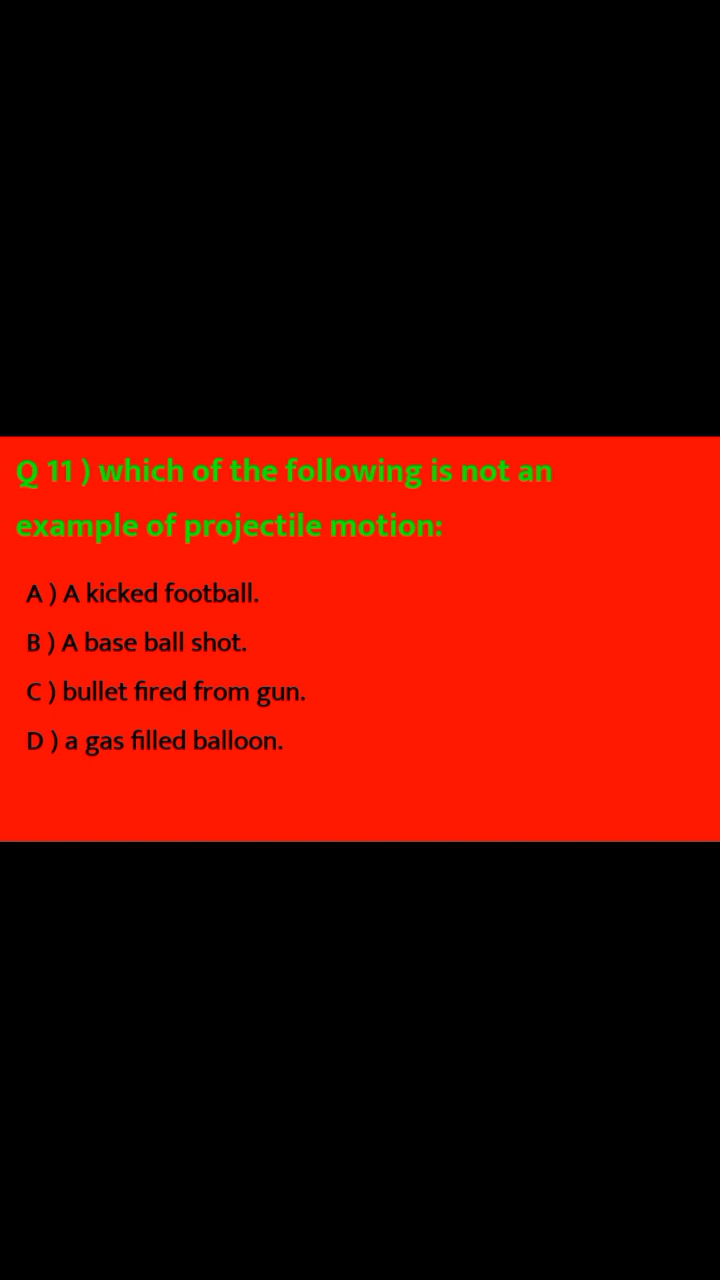 Q 11 ) which of the following is not an
example of projectile motion:
A ) A kicked football.
B ) A base ball shot.
C ) bullet fired from gun.
D ) a gas filled balloon.